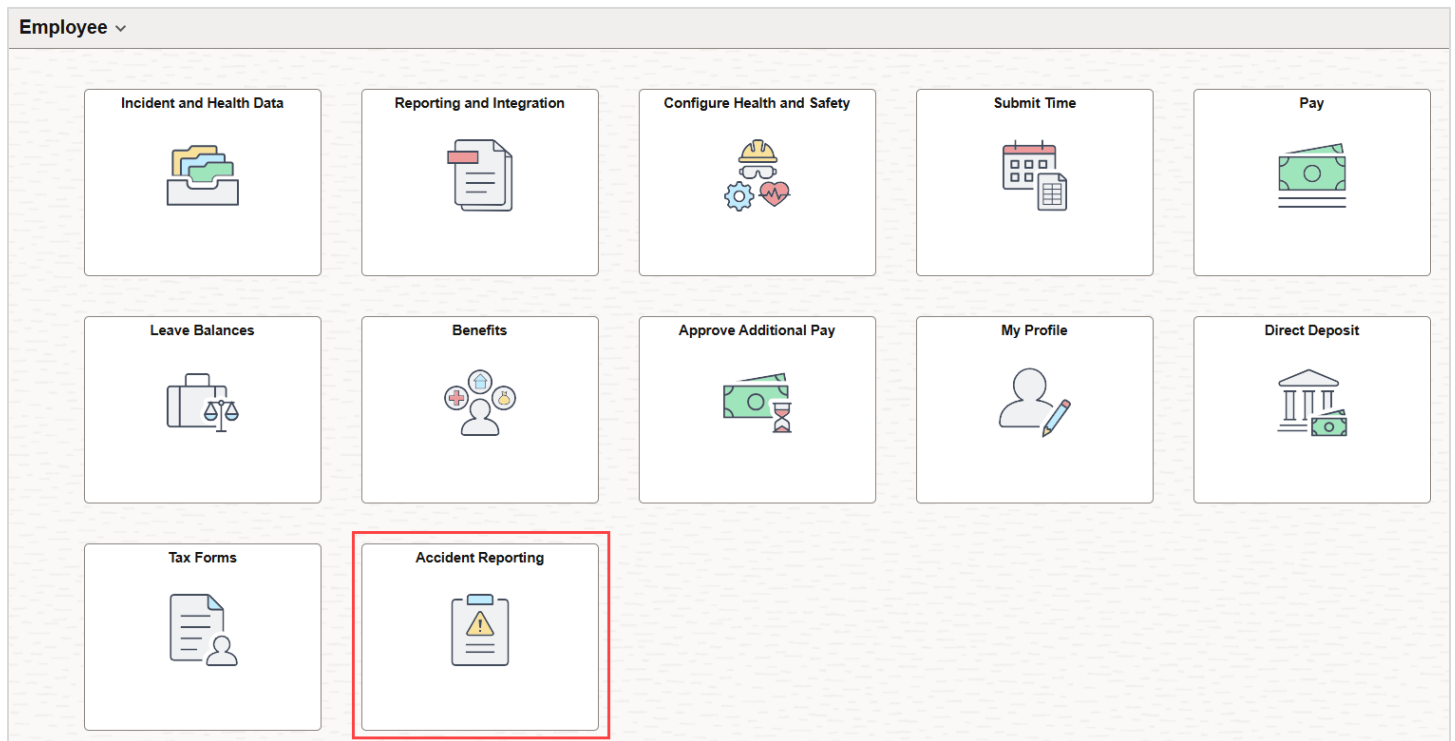 Employee
Incident and Health Data
Reporting and Integration
Configure Health and Safety
Submit Time
Pay
Leave Balances
Benefits
Approve Additional Pay
My Profile
Direct Deposit
Tax Forms
Accident Reporting